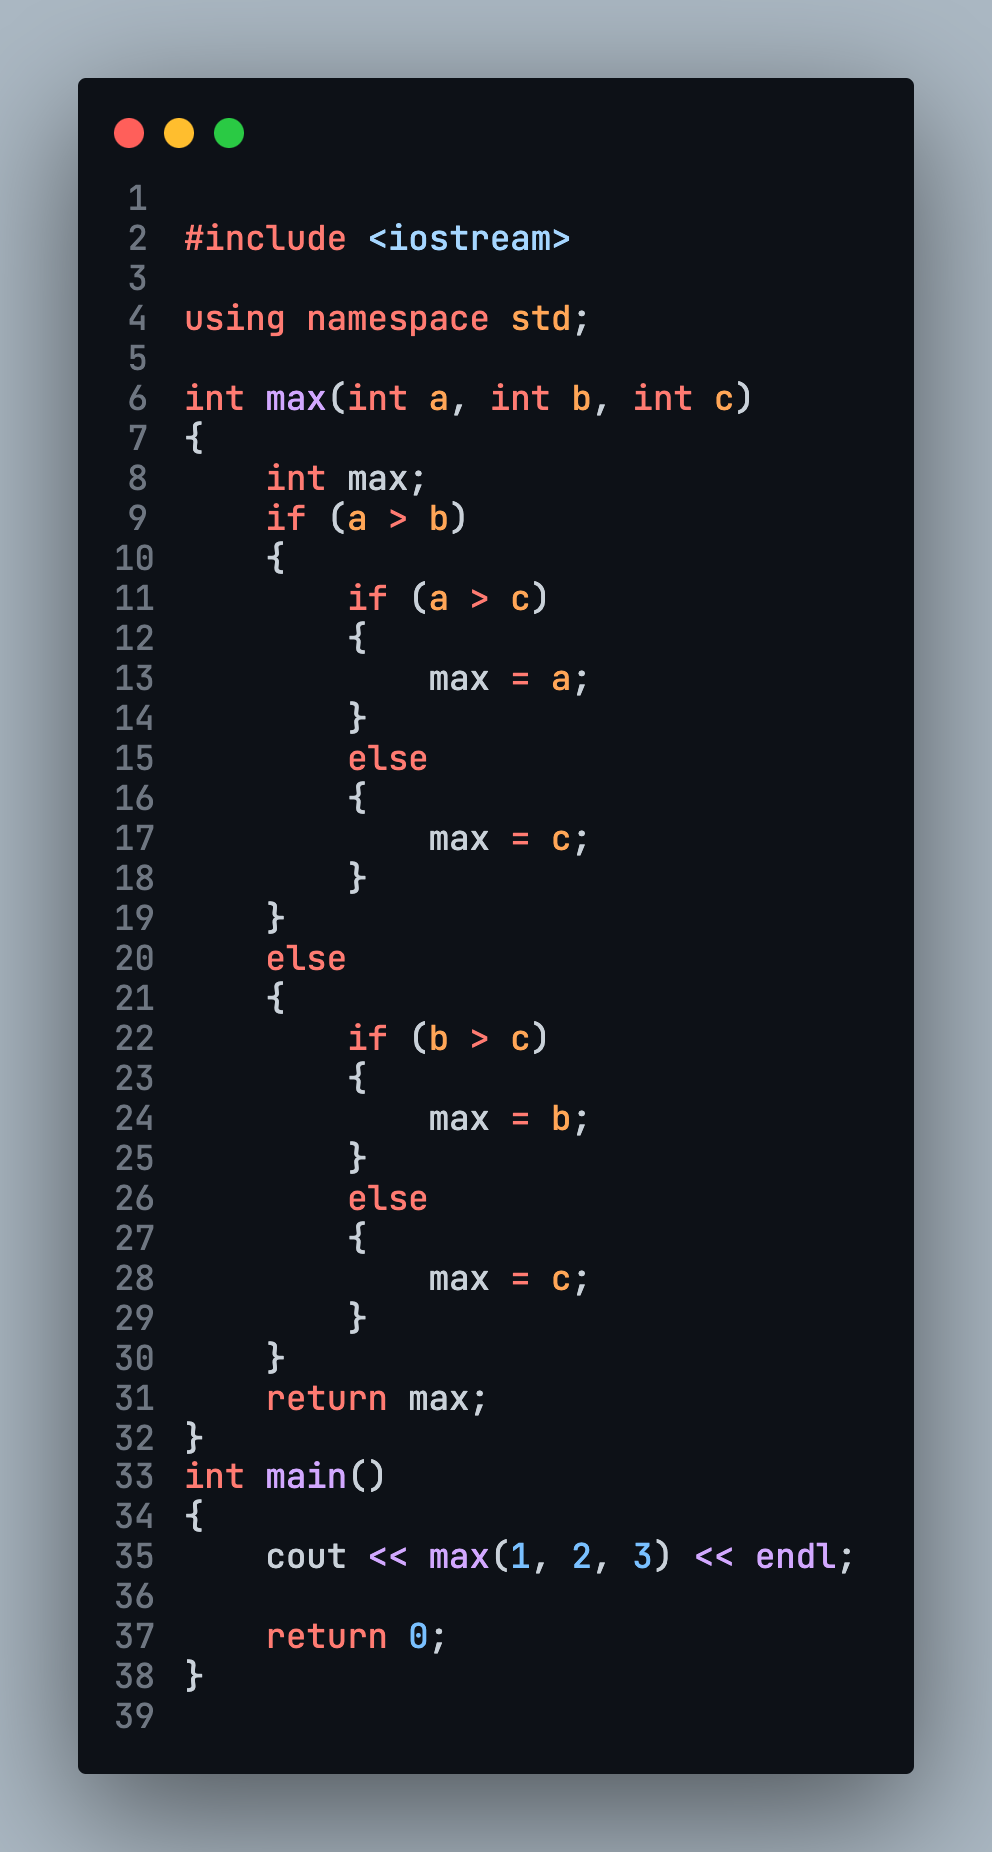 1
2 #include <iostream>
3
4 using namespace std;
5
6 int max(int a, int b, int c)
7 {
8     int max;
9     if (a > b)
10     {
11         if (a > c)
12         {
13             max = a;
14         }
15         else
16         {
17             max = c;
18         }
19     }
20     else
21     {
22         if (b > c)
23         {
24             max = b;
25         }
26         else
27         {
28             max = c;
29         }
30     }
31     return max;
32 }
33 int main()
34 {
35     cout << max(1, 2, 3) << endl;
36
37     return 0;
38 }
39